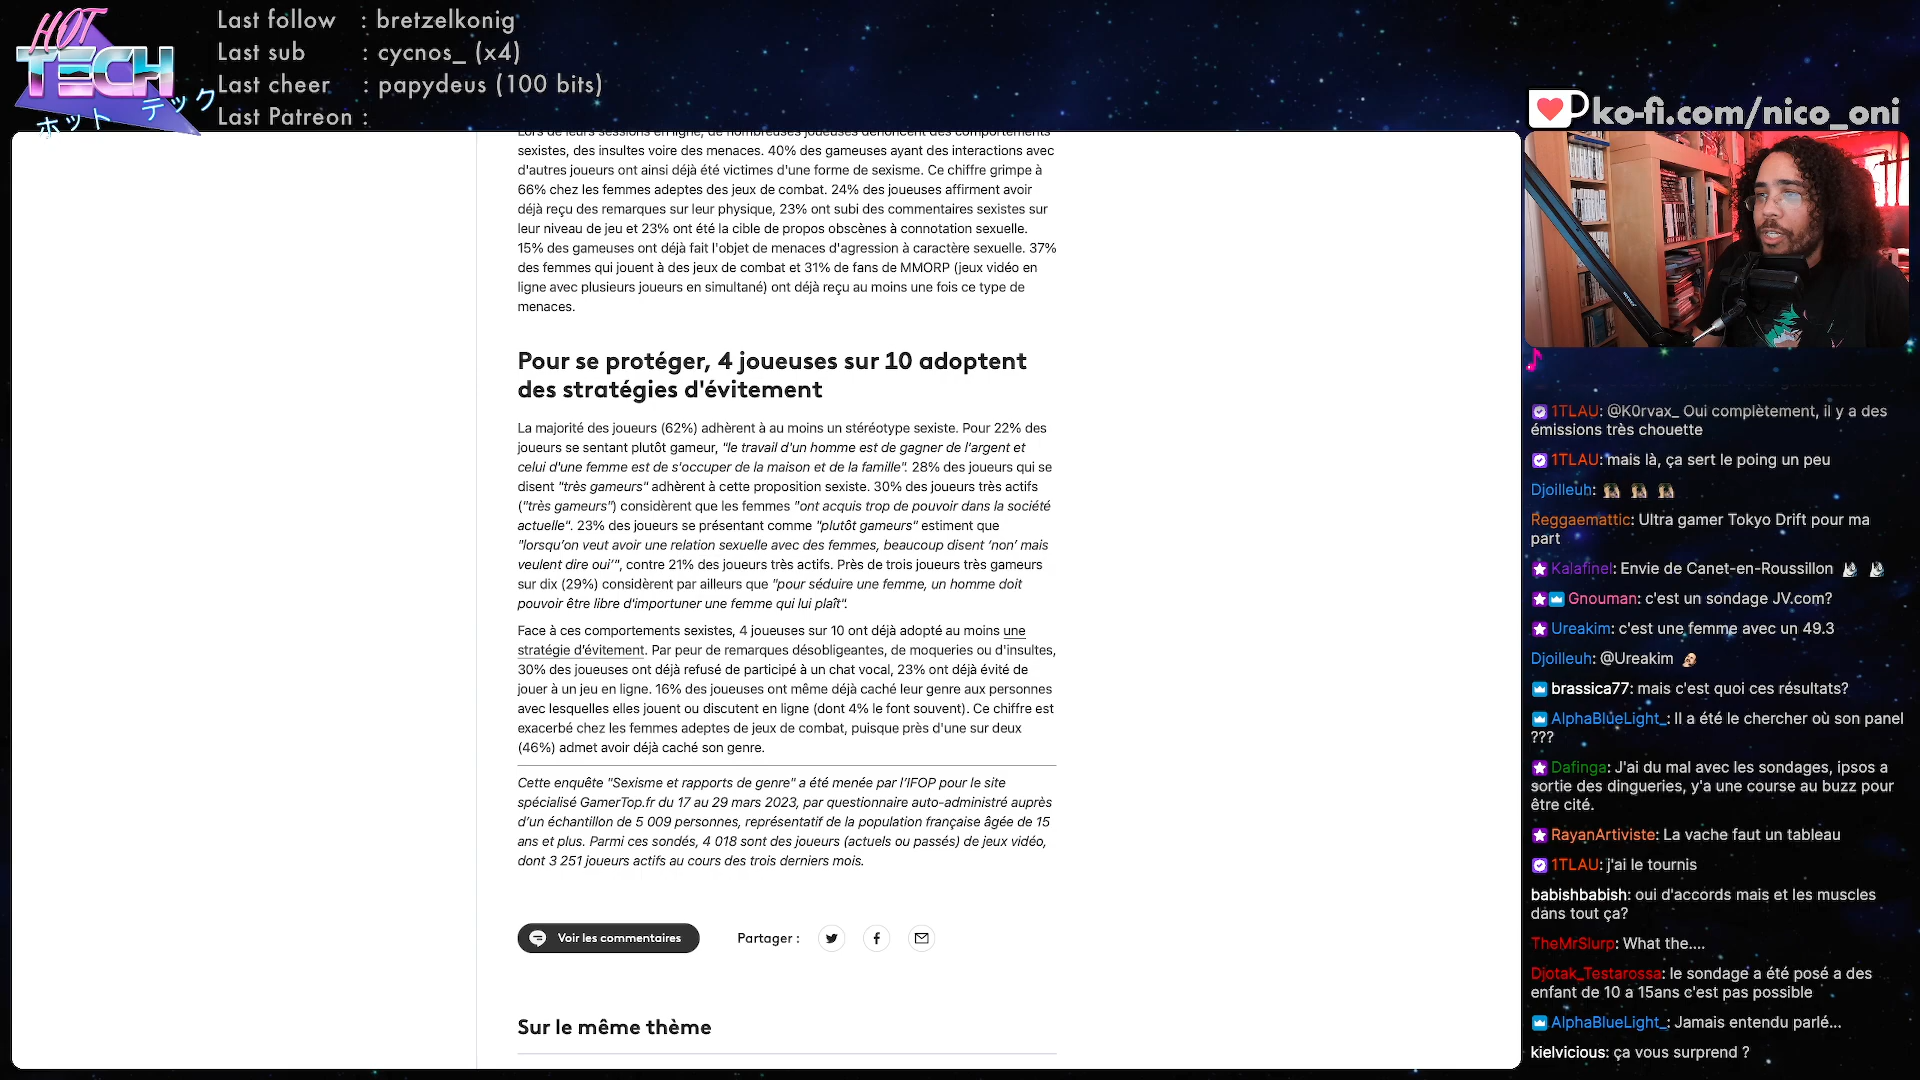 HOT
TECH
ホット テック
Last follow : bretzelkonig
Last sub : cycnos_ (x4)
Last cheer : papydeus (100 bits)
Last Patreon :
ko-fi.com/nico_oni
Lors de leurs sessions en ligne, de nombreuses joueuses dénoncent des comportements
sexistes, des insultes voire des menaces. 40% des gameuses ayant des interactions avec
d'autres joueurs ont ainsi déjà été victimes d'une forme de sexisme. Ce chiffre grimpe à
66% chez les femmes adeptes des jeux de combat. 24% des joueuses affirment avoir
déjà reçu des remarques sur leur physique, 23% ont subi des commentaires sexistes sur
leur niveau de jeu et 23% ont été la cible de propos obscènes à connotation sexuelle.
15% des gameuses ont déjà fait l'objet de menaces d'agression à caractère sexuelle. 37%
des femmes qui jouent à des jeux de combat et 31% de fans de MMORP (jeux vidéo en
ligne avec plusieurs joueurs en simultané) ont déjà reçu au moins une fois ce type de
menaces.
Pour se protéger, 4 joueuses sur 10 adoptent
des stratégies d'évitement
La majorité des joueurs (62%) adhèrent à au moins un stéréotype sexiste. Pour 22% des
joueurs se sentant plutôt gameur, "le travail d'un homme est de gagner de l'argent et
celui d'une femme est de s'occuper de la maison et de la famille". 28% des joueurs qui se
disent "très gameurs" adhèrent à cette proposition sexiste. 30% des joueurs très actifs
("très gameurs") considèrent que les femmes "ont acquis trop de pouvoir dans la société
actuelle". 23% des joueurs se présentant comme "plutôt gameurs" estiment que
"lorsqu'on veut avoir une relation sexuelle avec des femmes, beaucoup disent ‘non’ mais
veulent dire oui’", contre 21% des joueurs très actifs. Près de trois joueurs très gameurs
sur dix (29%) considèrent par ailleurs que "pour séduire une femme, un homme doit
pouvoir être libre d'importuner une femme qui lui plaît".
Face à ces comportements sexistes, 4 joueuses sur 10 ont déjà adopté au moins une
stratégie d'évitement. Par peur de remarques désobligeantes, de moqueries ou d'insultes,
30% des joueuses ont déjà refusé de participé à un chat vocal, 23% ont déjà évité de
jouer à un jeu en ligne. 16% des joueuses ont même déjà caché leur genre aux personnes
avec lesquelles elles jouent ou discutent en ligne (dont 4% le font souvent). Ce chiffre est
exacerbé chez les femmes adeptes de jeux de combat, puisque près d'une sur deux
(46%) admet avoir déjà caché son genre.
Cette enquête "Sexisme et rapports de genre" a été menée par l'IFOP pour le site
spécialisé GamerTop.fr du 17 au 29 mars 2023, par questionnaire auto-administré auprès
d'un échantillon de 5 009 personnes, représentatif de la population française âgée de 15
ans et plus. Parmi ces sondés, 4 018 sont des joueurs (actuels ou passés) de jeux vidéo,
dont 3 251 joueurs actifs au cours des trois derniers mois.
Voir les commentaires
Partager :
Sur le même thème
1TLAU: @K0rvax_ Oui complètement, il y a des
émissions très chouette
1TLAU: mais là, ça sert le poing un peu
Djoilleuh:
Reggaemattic: Ultra gamer Tokyo Drift pour ma
part
Kalafinel: Envie de Canet-en-Roussillon
Gnouman: c'est un sondage JV.com?
Ureakim: c'est une femme avec un 49.3
Djoilleuh: @Ureakim
brassica77: mais c'est quoi ces résultats?
AlphaBlueLight_: Il a été le chercher où son panel
???
Dafinga: J'ai du mal avec les sondages, ipsos a
sortie des dingueries, y'a une course au buzz pour
être cité.
RayanArtiviste: La vache faut un tableau
1TLAU: j'ai le tournis
babishbabish: oui d'accords mais et les muscles
dans tout ça?
TheMrSlurp: What the....
Djotak_Testarossa: le sondage a été posé a des
enfant de 10 a 15ans c'est pas possible
AlphaBlueLight_: Jamais entendu parlé...
kielvicious: ça vous surprend ?